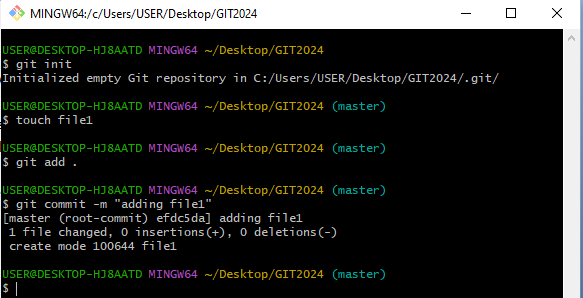 MINGW64:/c/Users/USER/Desktop/GIT2024
USER@DESKTOP-HJ8AATD MINGW64 ~/Desktop/GIT2024
$ git init
Initialized empty Git repository in C:/Users/USER/Desktop/GIT2024/.git/
USER@DESKTOP-HJ8AATD MINGW64 ~/Desktop/GIT2024 (master)
$ touch file1
USER@DESKTOP-HJ8AATD MINGW64 ~/Desktop/GIT2024 (master)
$ git add .
USER@DESKTOP-HJ8AATD MINGW64 ~/Desktop/GIT2024 (master)
$ git commit -m "adding file1"
[master (root-commit) efdc5da] adding file1
 1 file changed, 0 insertions(+), 0 deletions(-)
 create mode 100644 file1
USER@DESKTOP-HJ8AATD MINGW64 ~/Desktop/GIT2024 (master)
$